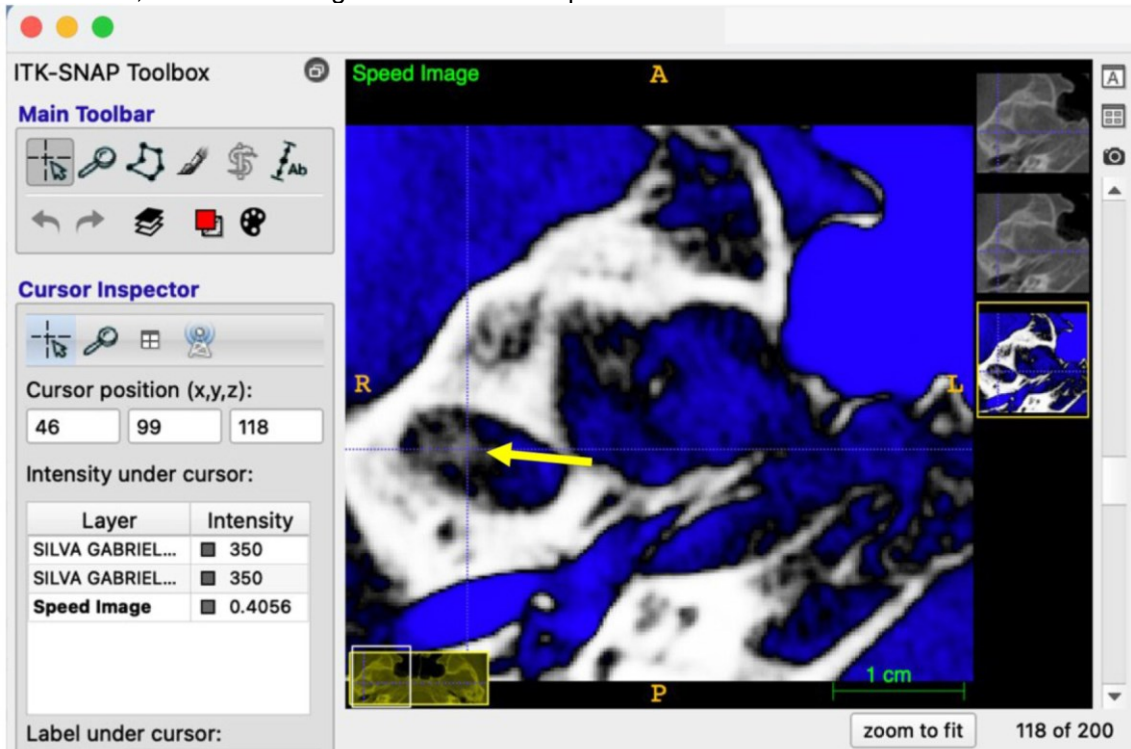 ITK-SNAP Toolbox
Main Toolbar
Ab
Cursor Inspector
Cursor position (x,y,z):
46 99 118
Intensity under cursor:
Layer Intensity
SILVA GABRIEL... 350
SILVA GABRIEL... 350
Speed Image 0.4056
Label under cursor:
Speed Image
A
R
L
P
1 cm
A
zoom to fit 118 of 200